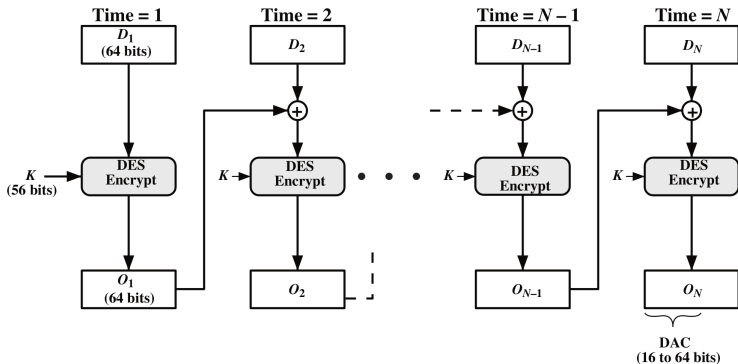 Time = 1
Time = 2
Time = N – 1
Time = N
D1
(64 bits)
D2
DN–1
DN
+
+
+
K
(56 bits)
DES
Encrypt
K
DES
Encrypt
K
DES
Encrypt
K
DES
Encrypt
O1
(64 bits)
O2
ON–1
ON
DAC
(16 to 64 bits)